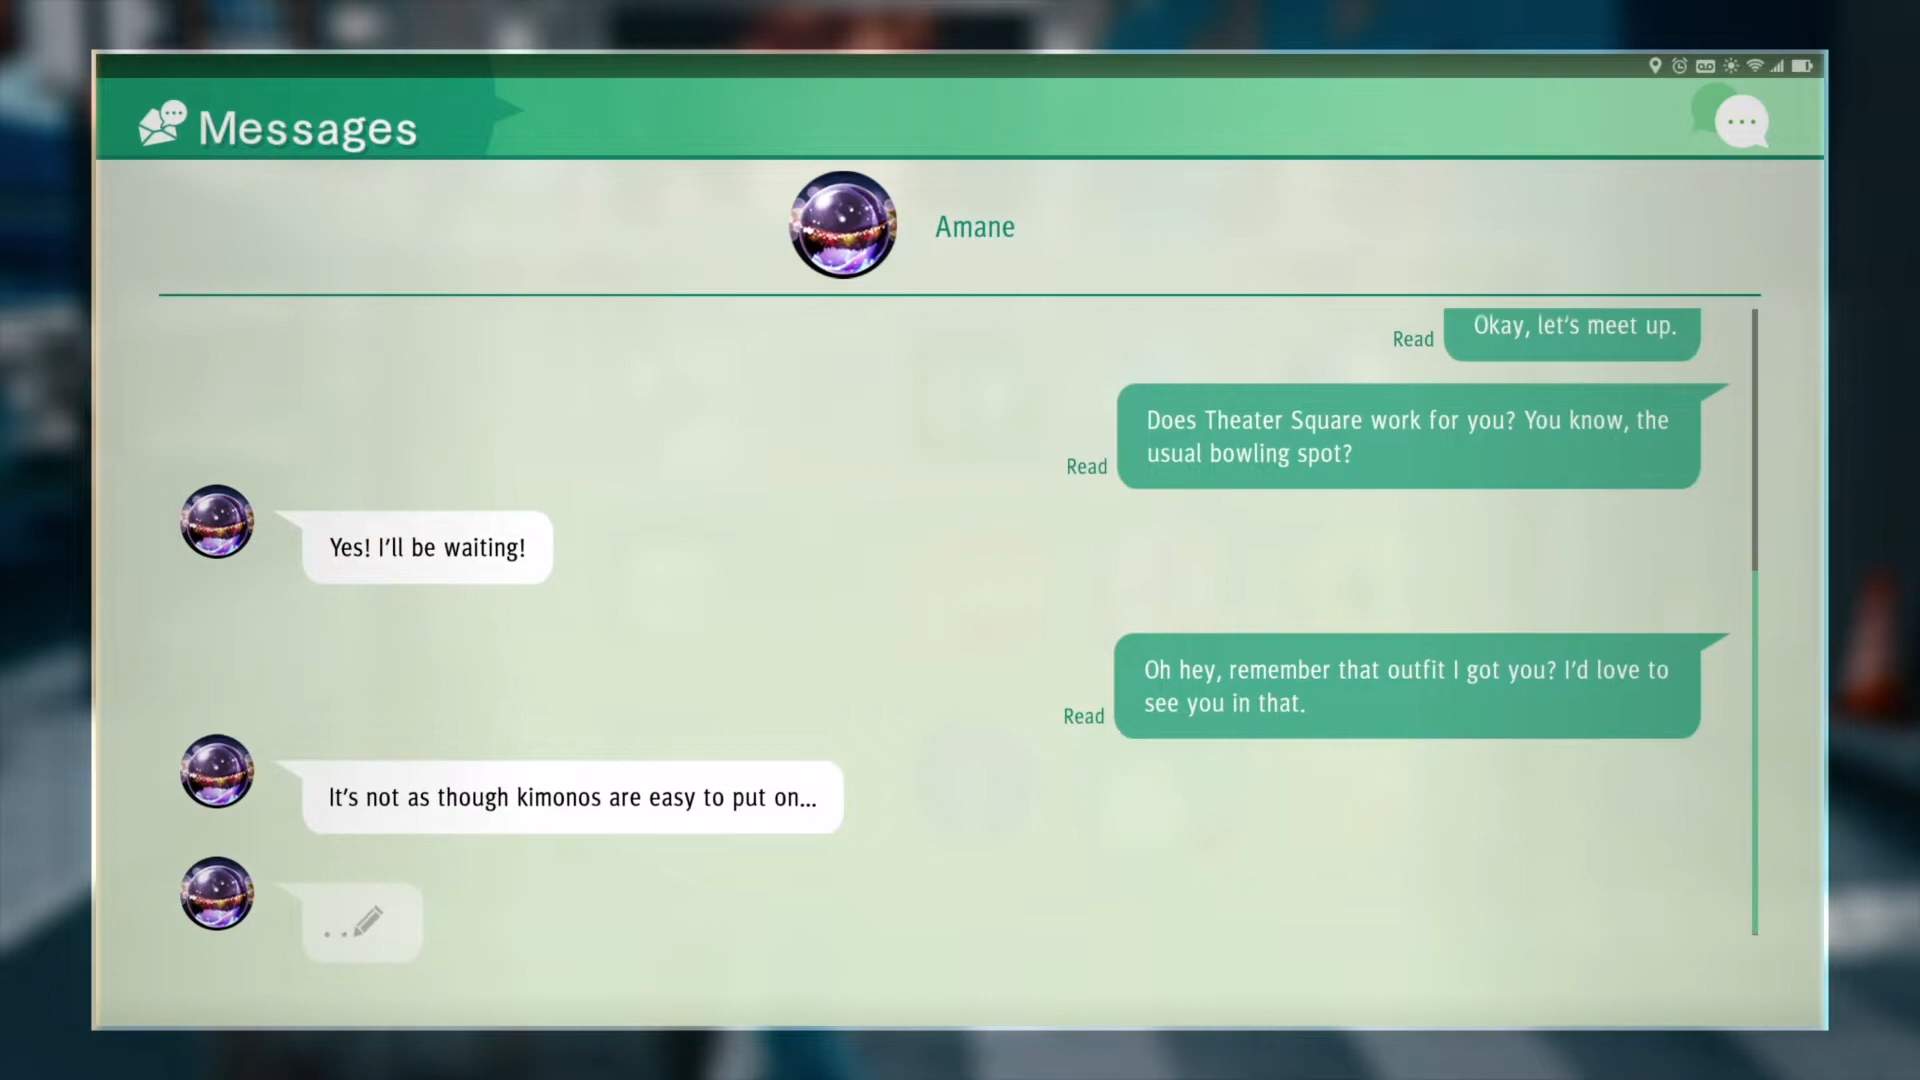 Messages
Amane
Okay, let's meet up.
Read
Does Theater Square work for you? You know, the
usual bowling spot?
Read
Yes! I'll be waiting!
Oh hey, remember that outfit I got you? I'd love to
see you in that.
Read
It's not as though kimonos are easy to put on...